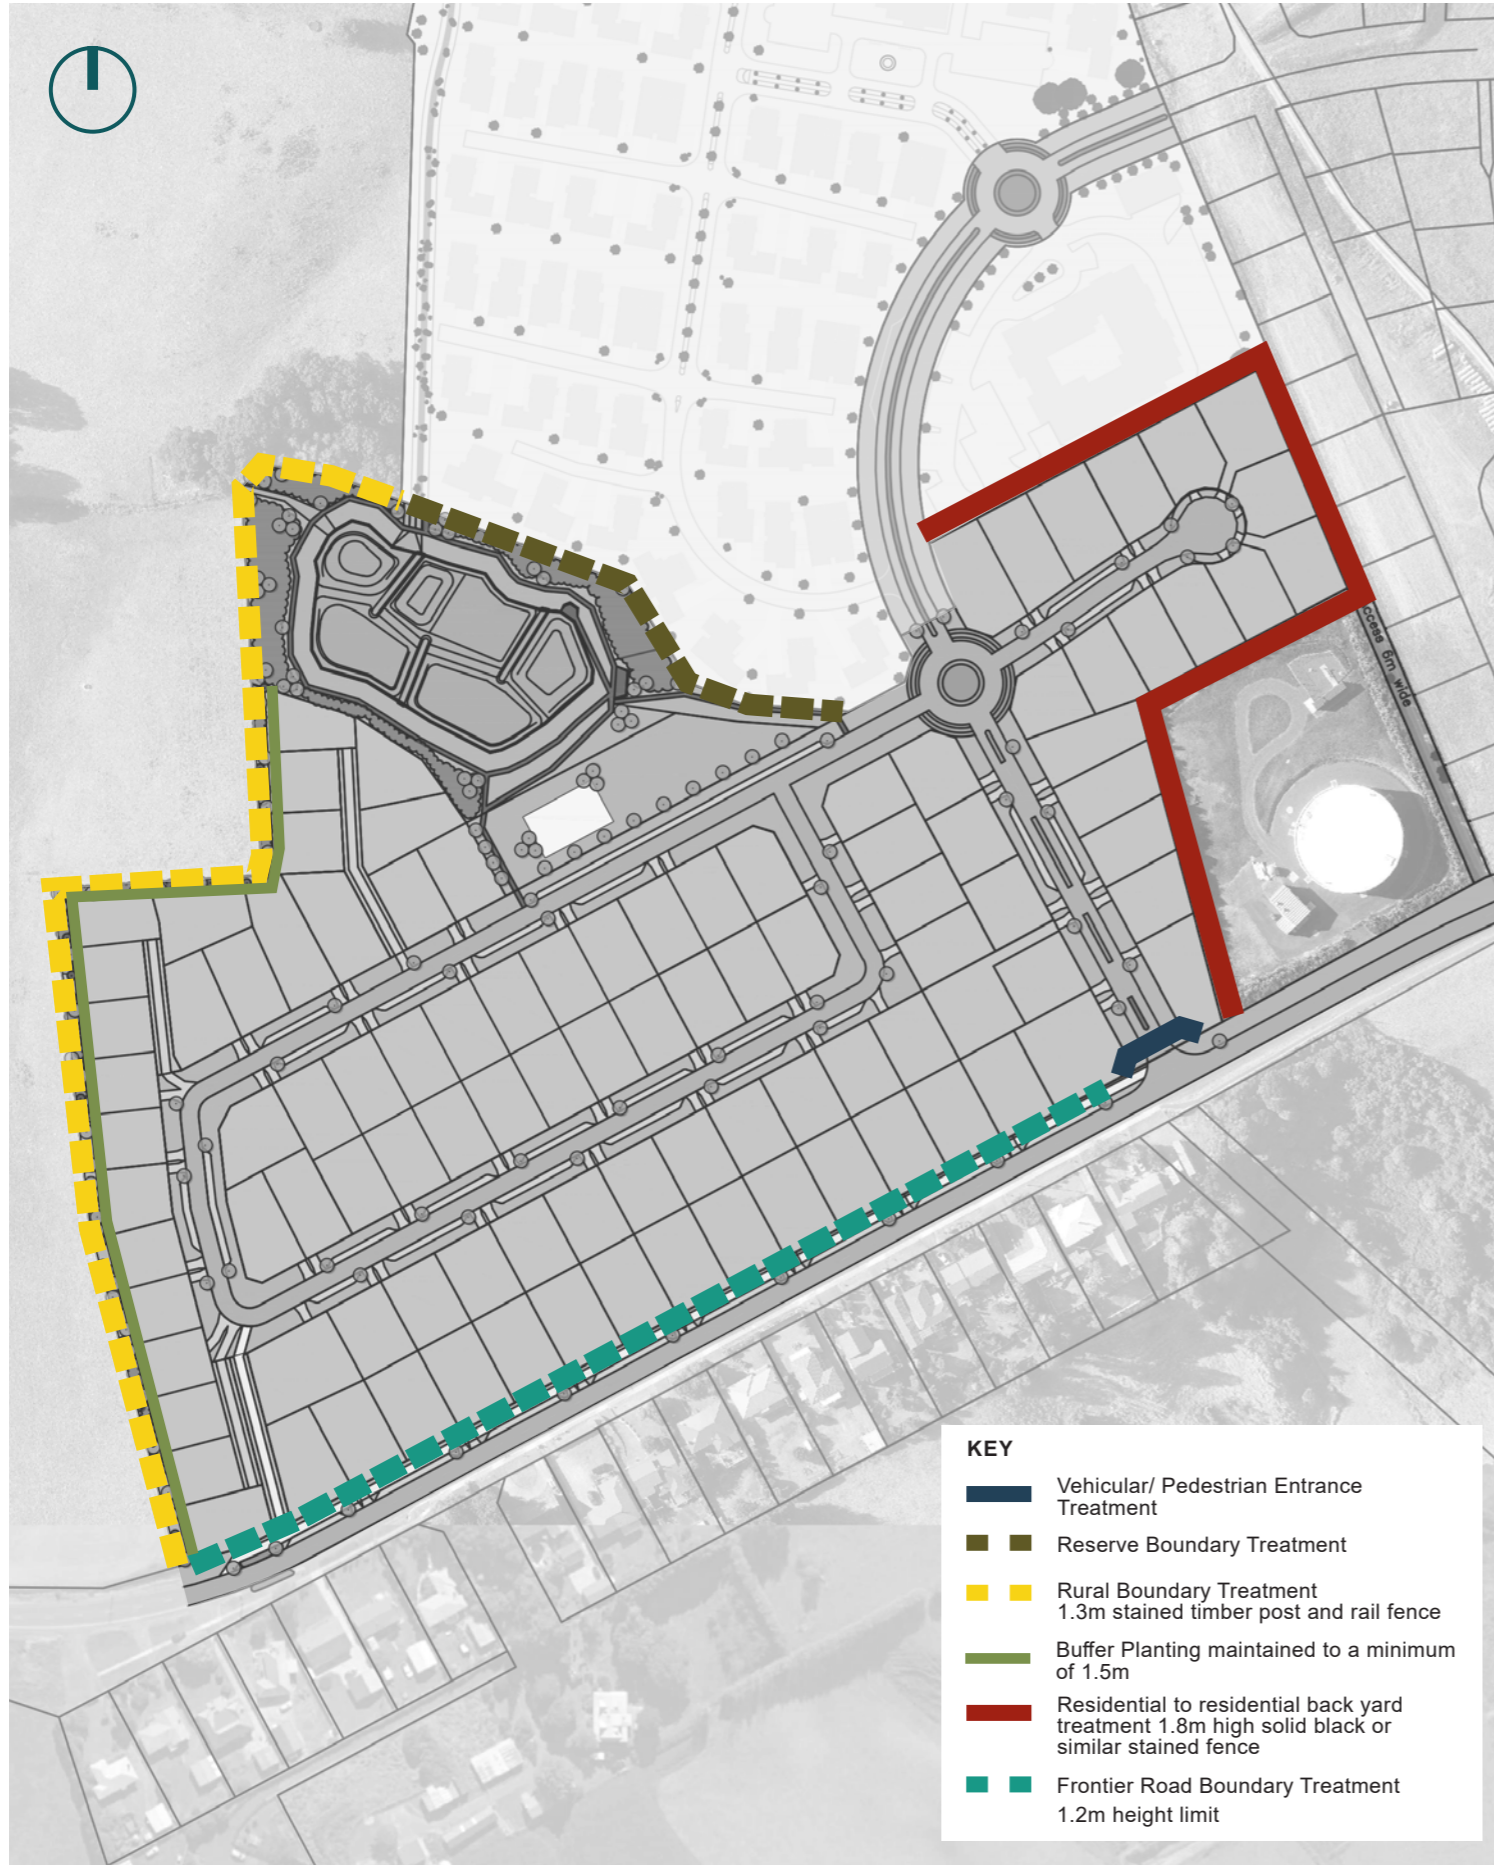 ccess 6m wide
KEY
Vehicular/ Pedestrian Entrance
Treatment
Reserve Boundary Treatment
Rural Boundary Treatment
1.3m stained timber post and rail fence
Buffer Planting maintained to a minimum
of 1.5m
Residential to residential back yard
treatment 1.8m high solid black or
similar stained fence
Frontier Road Boundary Treatment
1.2m height limit